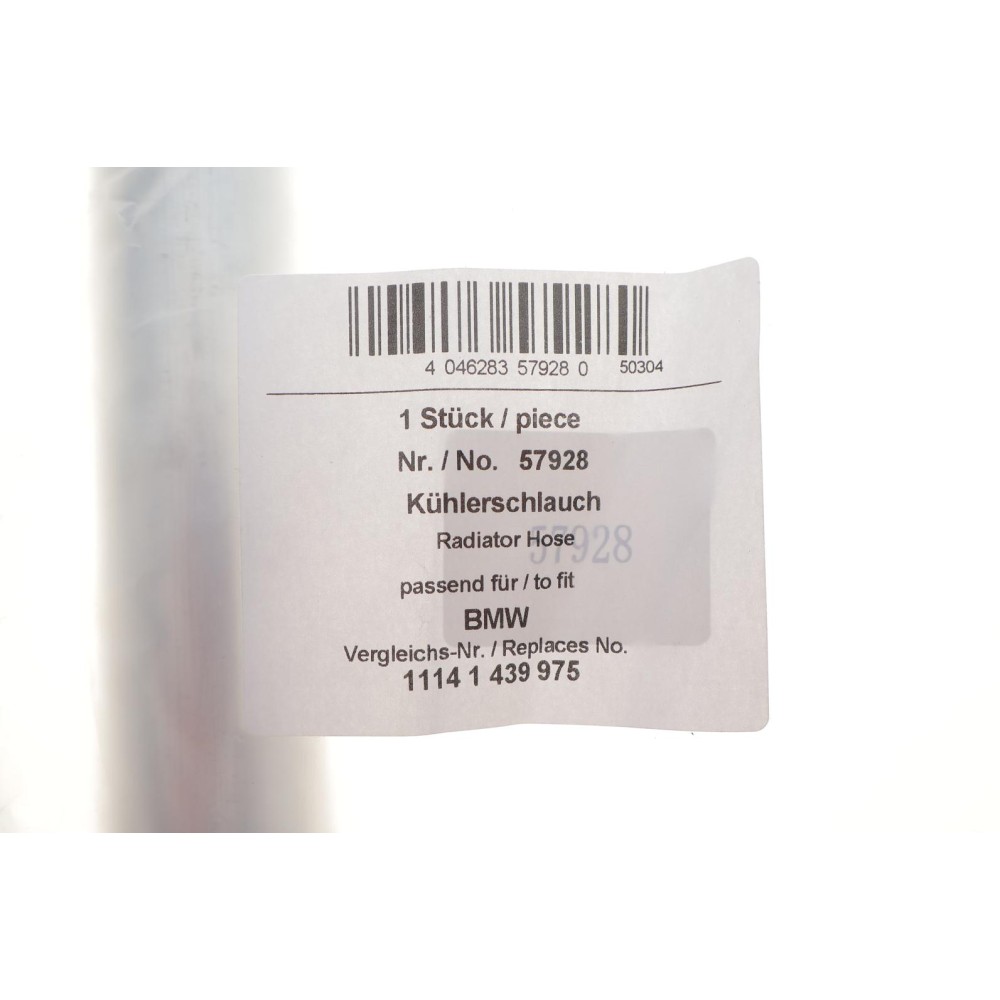 4 046283 57928 0 50304
1 Stück / piece
Nr. / No. 57928
Kühlerschlauch
Radiator Hose
57928
passend für / to fit
BMW
Vergleichs-Nr. / Replaces No.
1114 1 439 975